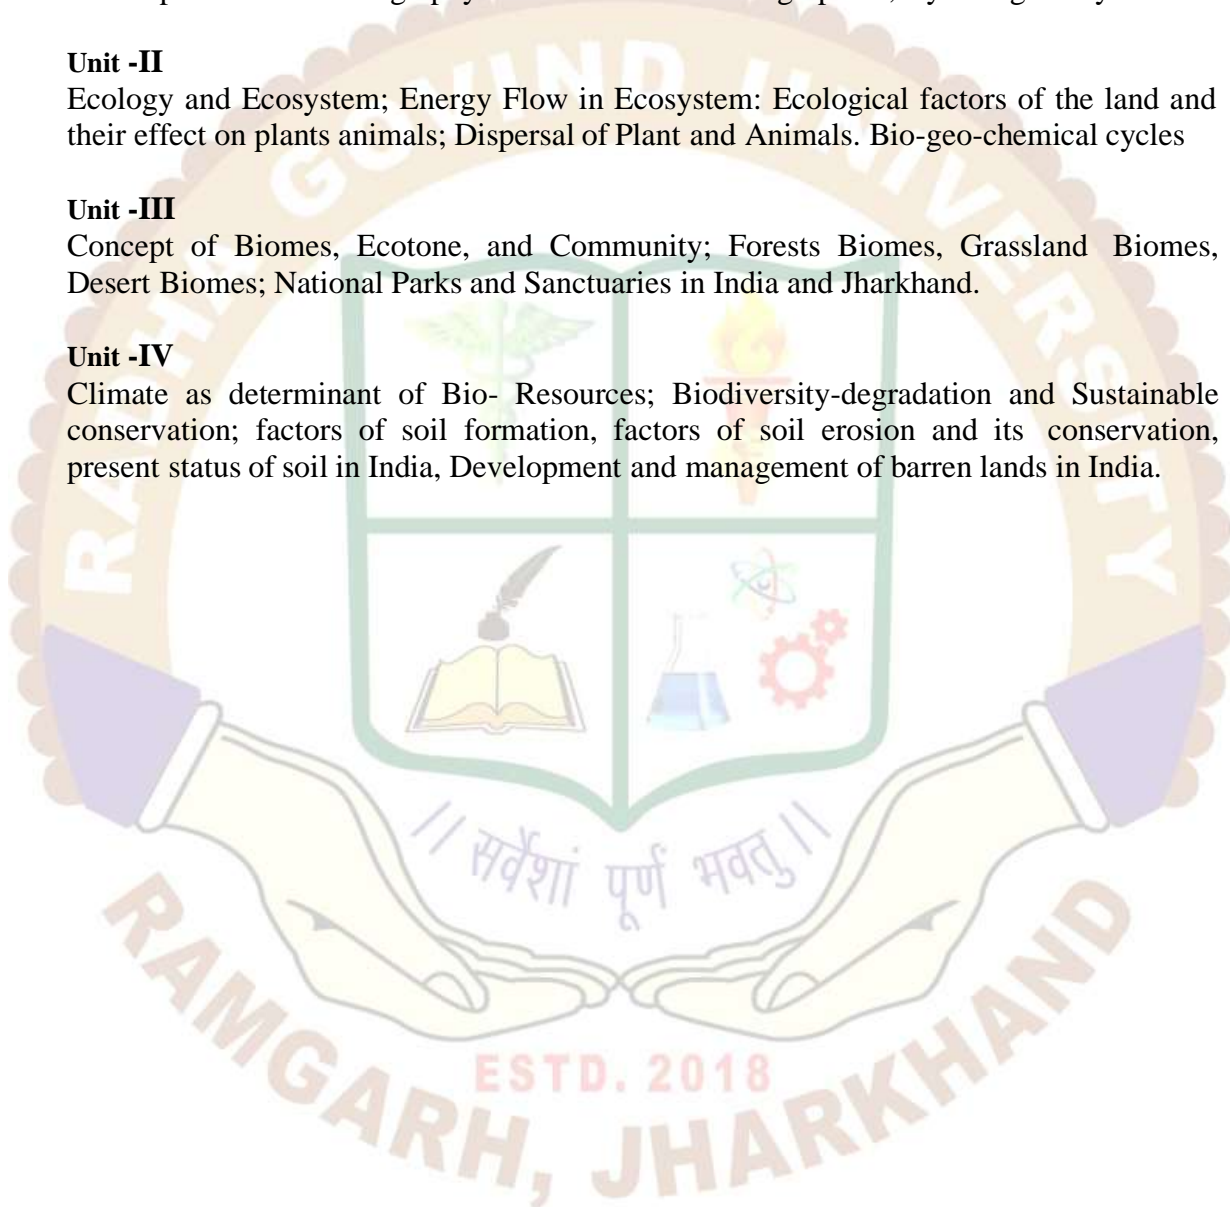 Unit -II
Ecology and Ecosystem; Energy Flow in Ecosystem: Ecological factors of the land and
their effect on plants animals; Dispersal of Plant and Animals. Bio-geo-chemical cycles
Unit -III
Concept of Biomes, Ecotone, and Community; Forests Biomes, Grassland Biomes,
Desert Biomes; National Parks and Sanctuaries in India and Jharkhand.
Unit -IV
Climate as determinant of Bio- Resources; Biodiversity-degradation and Sustainable
conservation; factors of soil formation, factors of soil erosion and its conservation,
present status of soil in India, Development and management of barren lands in India.
RADHA GOVIND UNIVERSITY
|| सर्वेशां पूर्ण भवतु ||
ESTD. 2018
RAMGARH, JHARKHAND